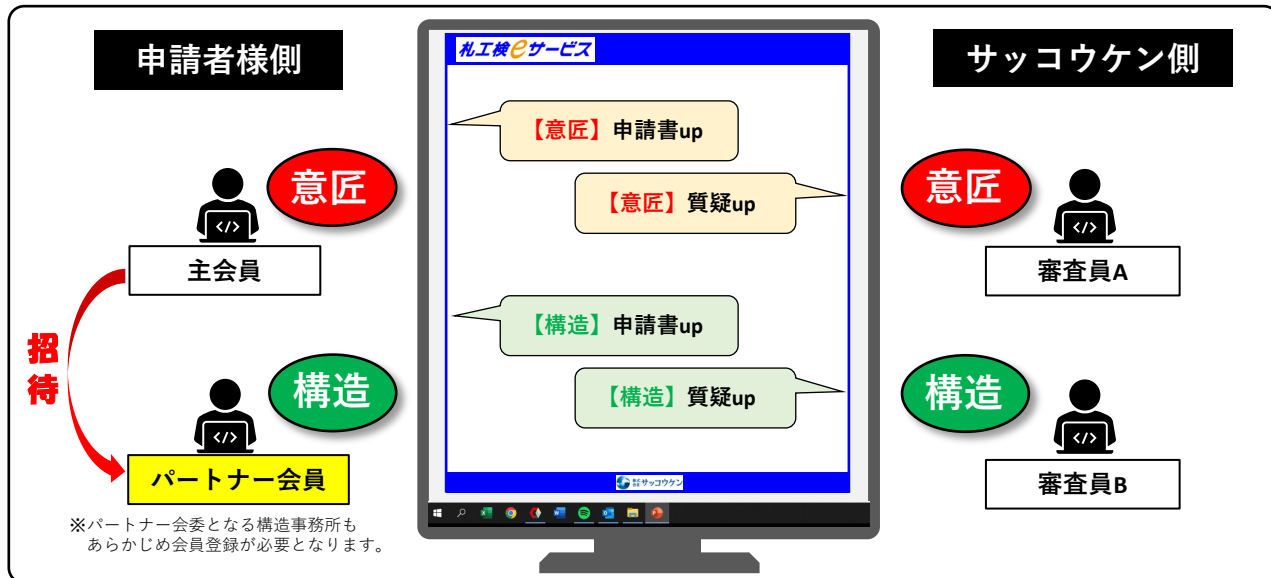 申請者様側
札工検eサービス
サッコウケン側
【意匠】申請書up
意匠
【意匠】質疑up
意匠
</>
</>
主会員
審査員A
招待
【構造】申請書up
構造
【構造】質疑up
構造
</>
</>
パートナー会員
審査員B
株式会社サッコウケン
※パートナー会委となる構造事務所も
あらかじめ会員登録が必要となります。